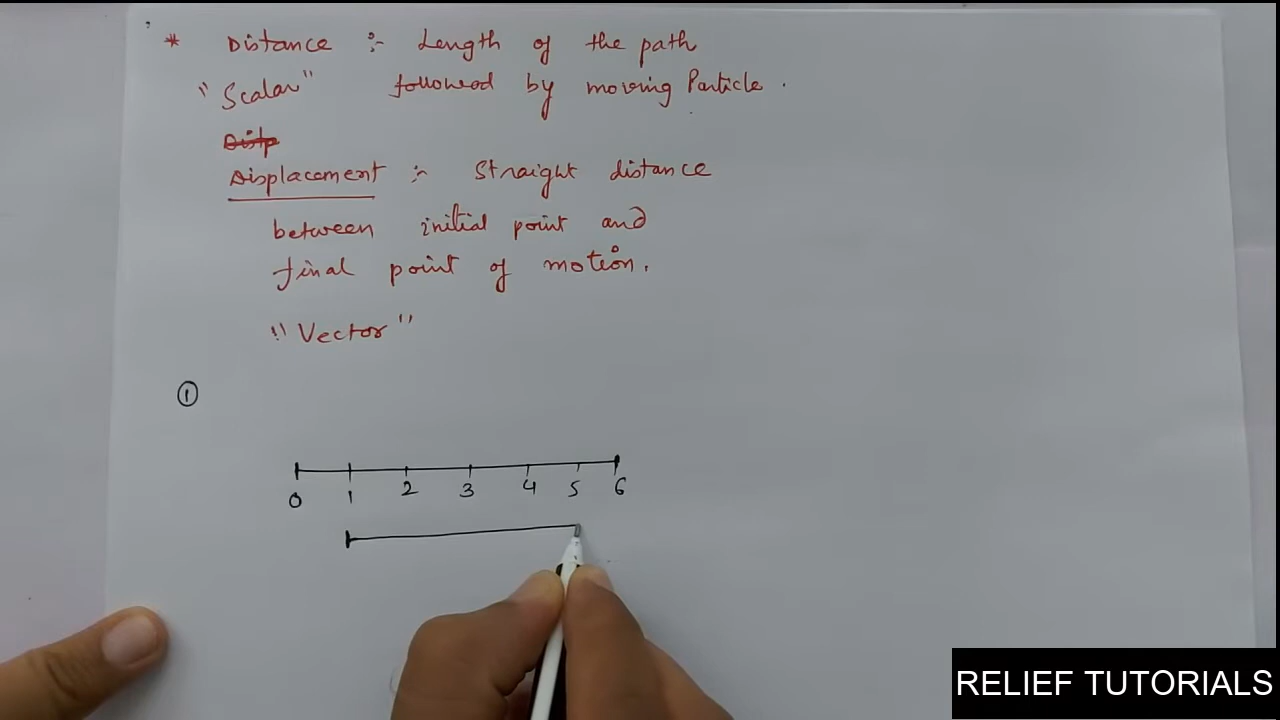 * Distance :- Length of the path
"Scalar" followed by moving Particle.
Disp
Displacement :- Straight distance
between initial point and
final point of motion.
"Vector"
①
0 1 2 3 4 5 6
RELIEF TUTORIALS